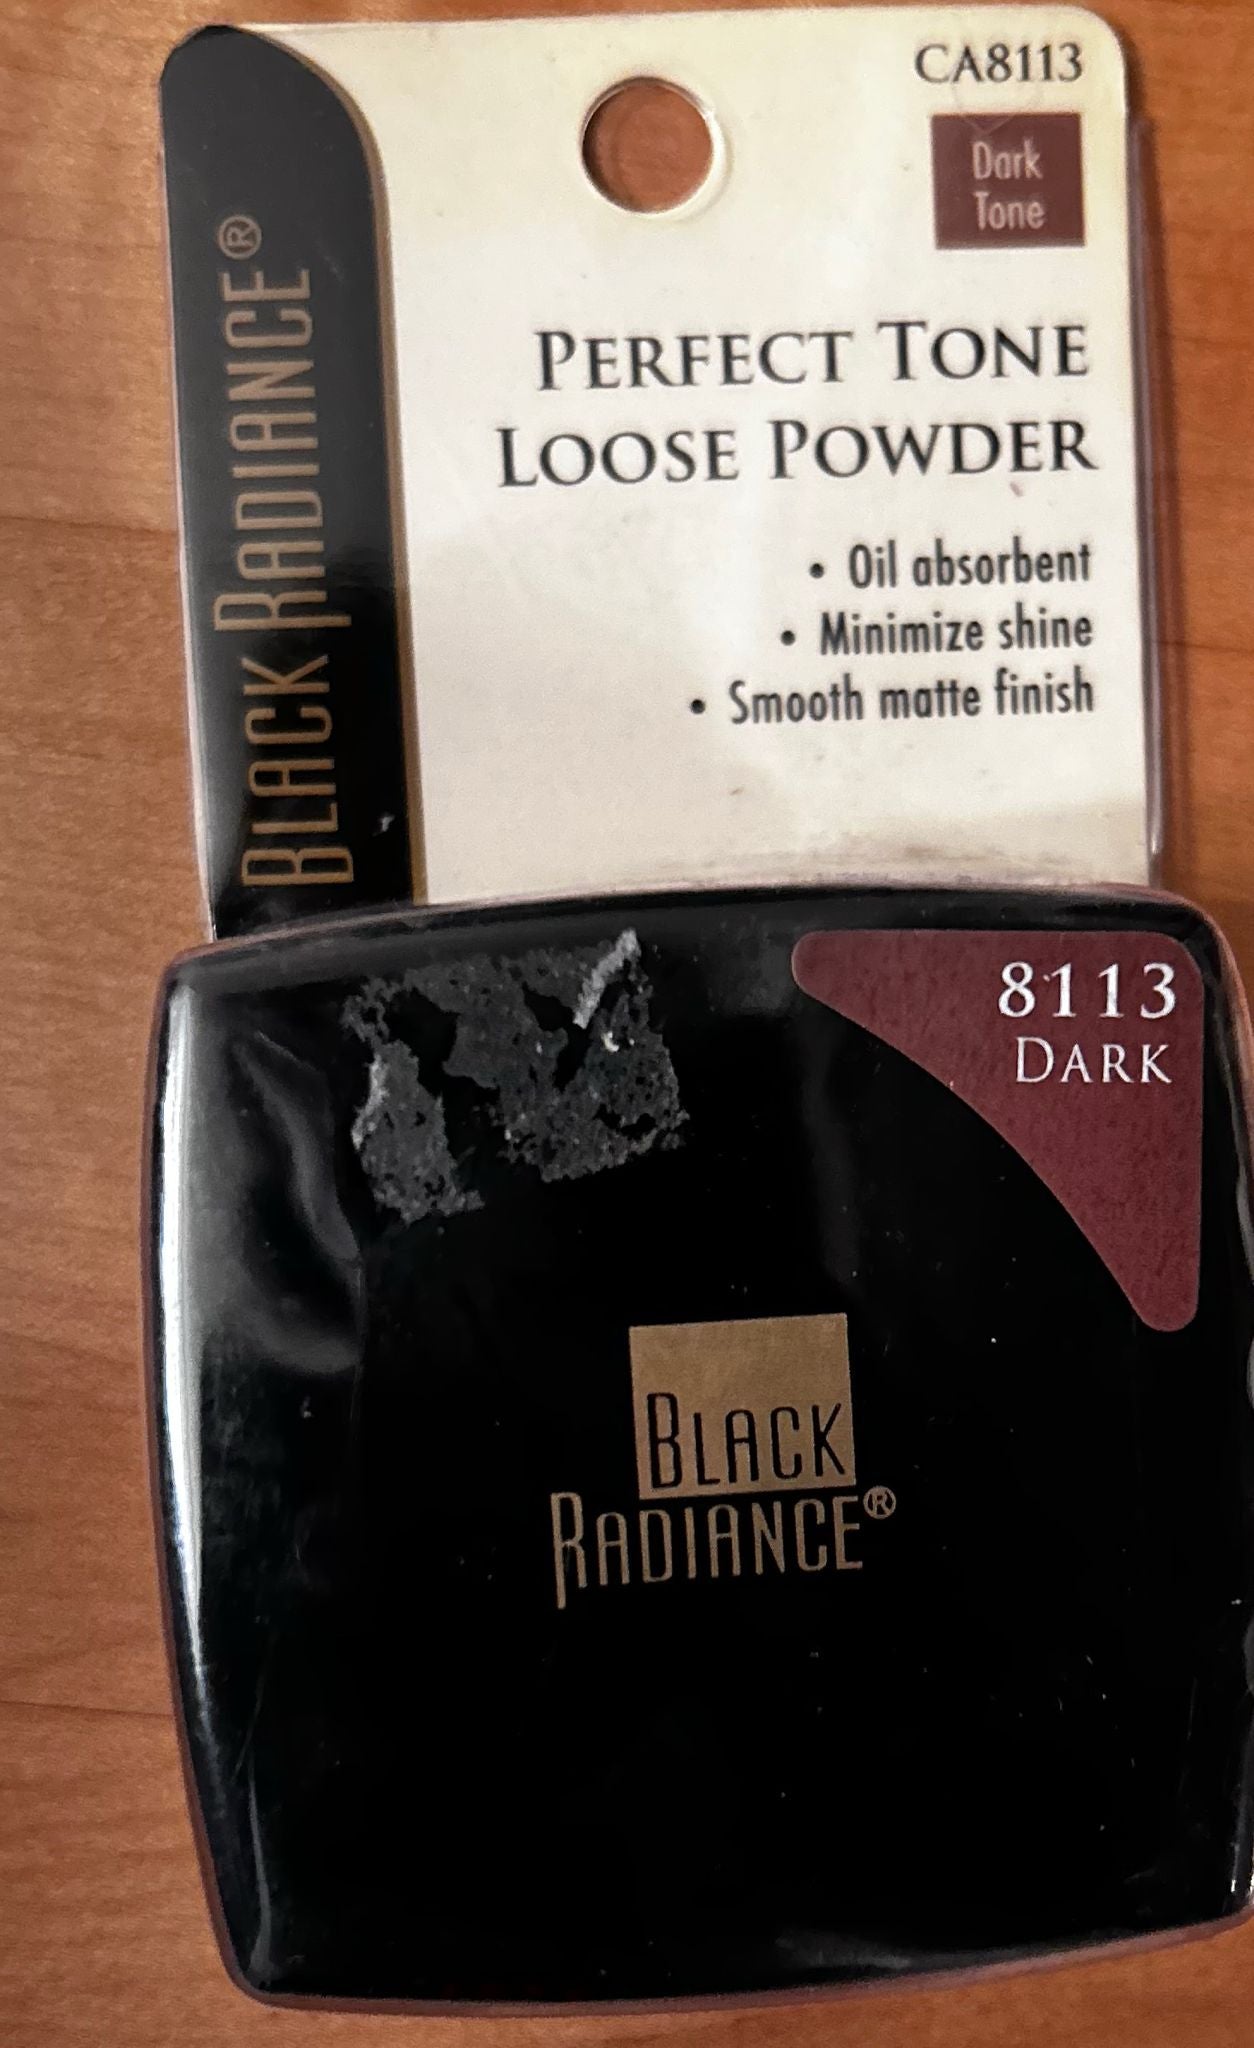 CA8113
Dark
Tone
BLACK RADIANCE®
PERFECT TONE
LOOSE POWDER
• Oil absorbent
• Minimize shine
• Smooth matte finish
8113
DARK
BLACK
RADIANCE®